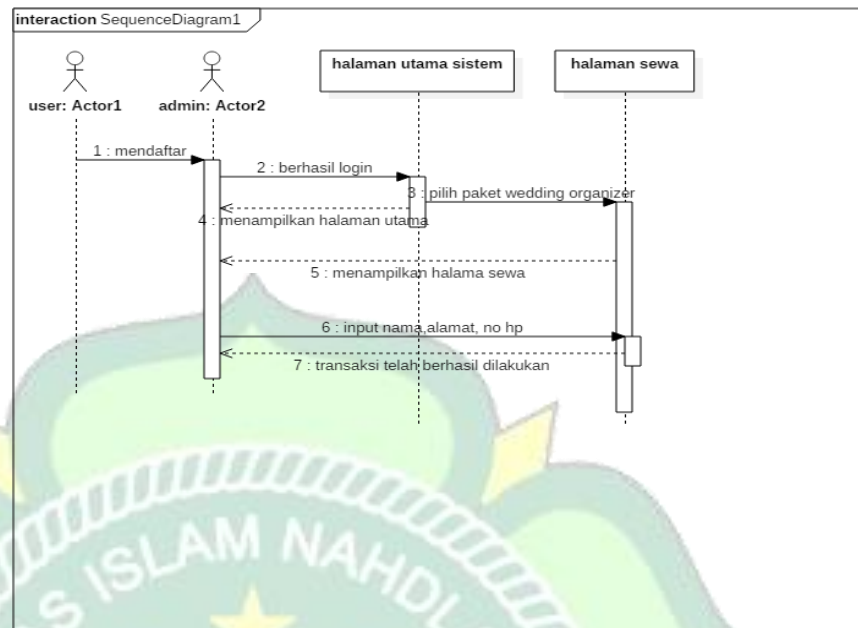 interaction SequenceDiagram1
halaman utama sistem
halaman sewa
user: Actor1
admin: Actor2
1 : mendaftar
2 : berhasil login
3 : pilih paket wedding organizer
4 : menampilkan halaman utama
5 : menampilkan halama sewa
6 : input nama,alamat, no hp
7 : transaksi telah berhasil dilakukan
S ISLAM NAHDL